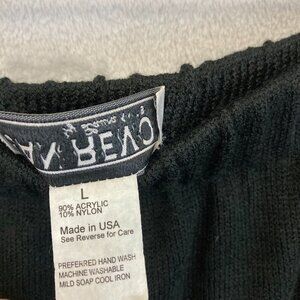 L
90% ACRYLIC
10% NYLON
Made in USA
See Reverse for Care
PREFERRED HAND WASH
MACHINE WASHABLE
MILD SOAP COOL IRON